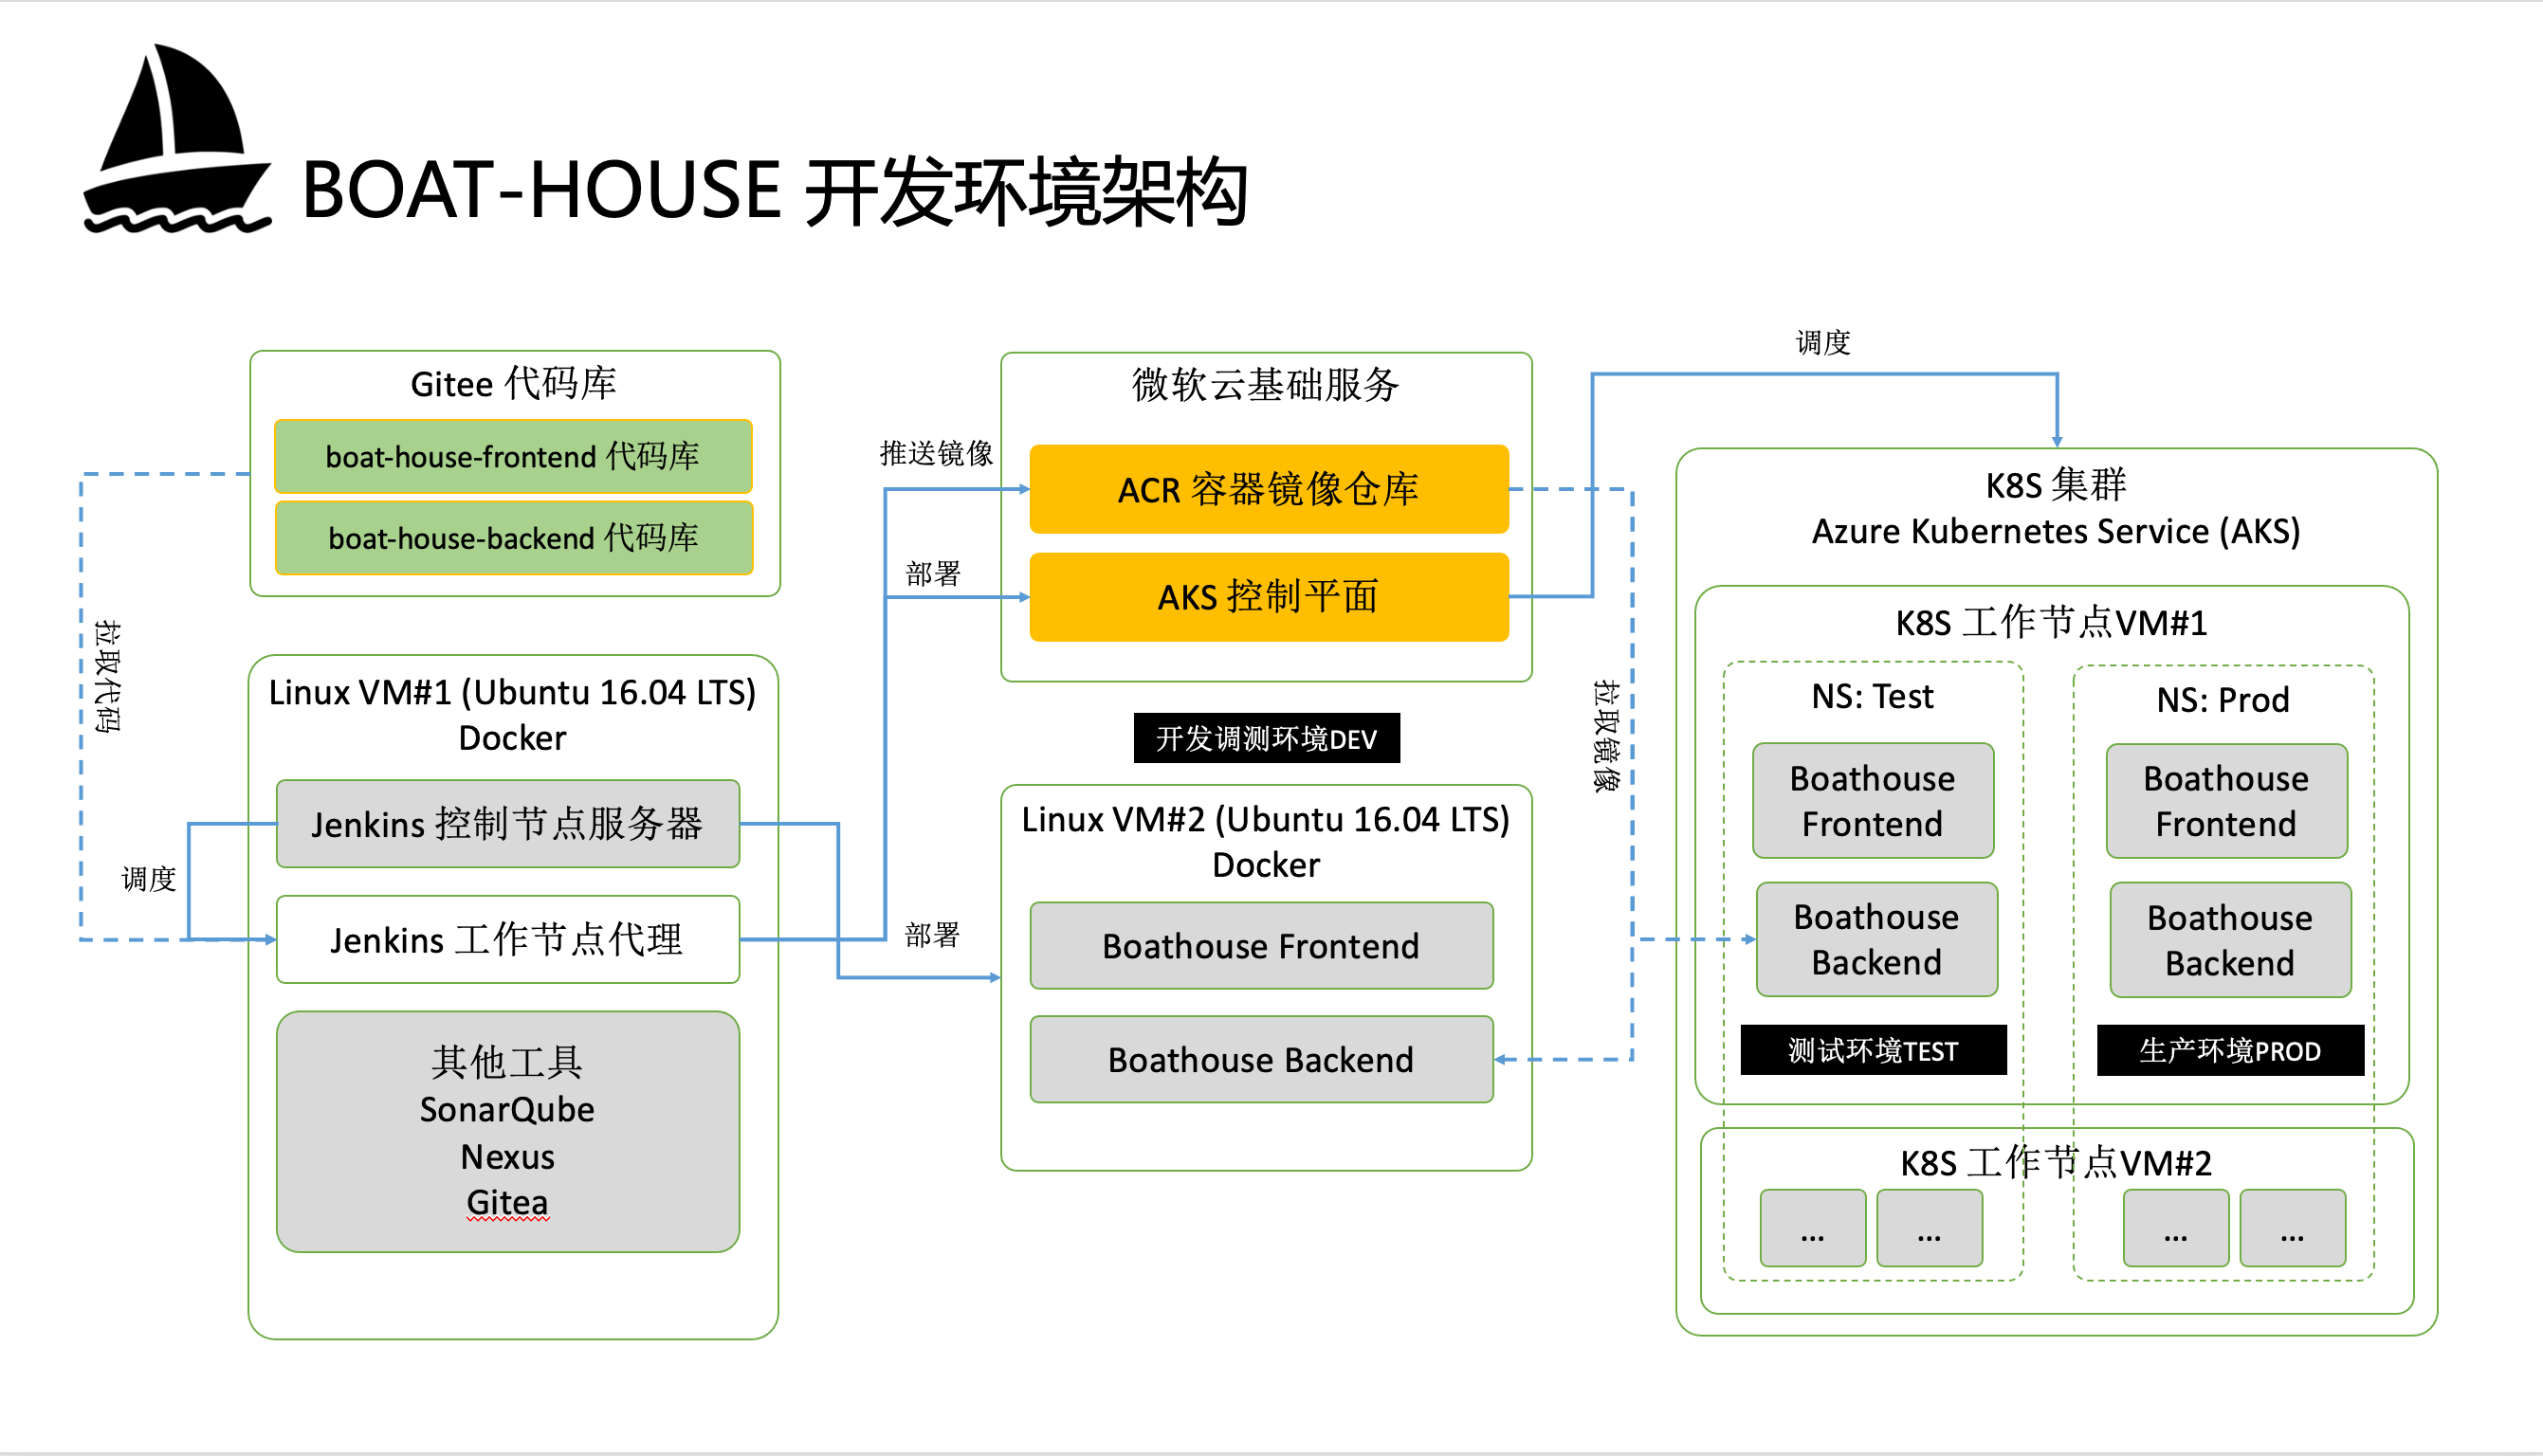 BOAT-HOUSE 开发环境架构
Gitee 代码库
boat-house-frontend 代码库
boat-house-backend 代码库
拉取代码
Linux VM#1 (Ubuntu 16.04 LTS)
Docker
Jenkins 控制节点服务器
调度
Jenkins 工作节点代理
其他工具
SonarQube
Nexus
Gitea
推送镜像
部署
部署
微软云基础服务
ACR 容器镜像仓库
AKS 控制平面
开发调测环境DEV
Linux VM#2 (Ubuntu 16.04 LTS)
Docker
Boathouse Frontend
Boathouse Backend
调度
拉取镜像
K8S 集群
Azure Kubernetes Service (AKS)
K8S 工作节点VM#1
NS: Test
Boathouse
Frontend
Boathouse
Backend
测试环境TEST
NS: Prod
Boathouse
Frontend
Boathouse
Backend
生产环境PROD
K8S 工作节点VM#2
...
...
...
...